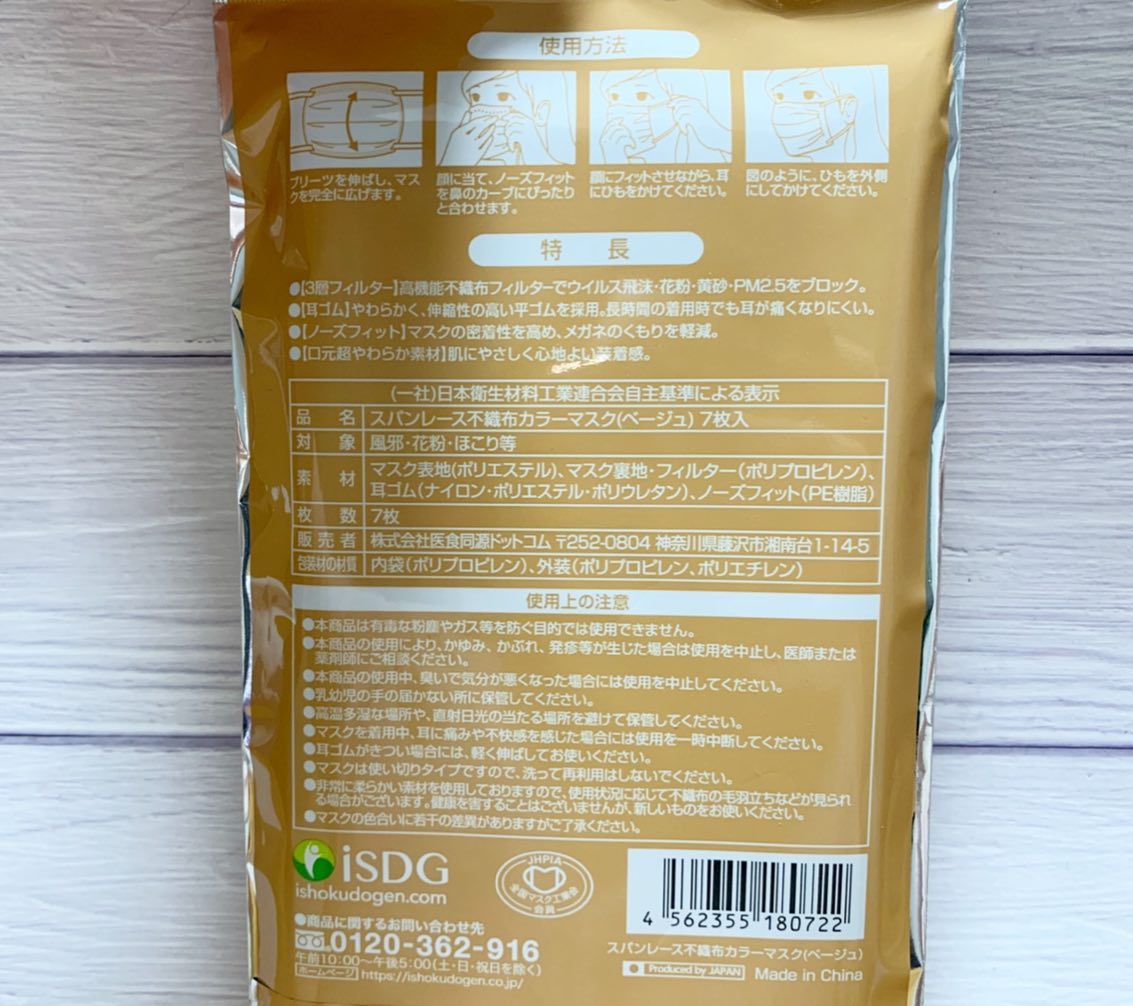 使用方法
プリーツを伸ばし、マス
クを完全に広げます。
顔に当て、ノーズフィット
を鼻のカーブにぴったり
と合わせます。
顔にフィットさせながら、耳
にひもをかけてください。
図のように、ひもを外側
にしてかけてください。
特 長
●【3層フィルター】高機能不織布フィルターでウイルス飛沫・花粉・黄砂・PM2.5をブロック。
●【耳ゴム】やわらかく、伸縮性の高い平ゴムを採用。長時間の着用時でも耳が痛くなりにくい。
●【ノーズフィット】マスクの密着性を高め、メガネのくもりを軽減。
●【口元超やわらか素材】肌にやさしく心地よい装着感。
(一社)日本衛生材料工業連合会自主基準による表示
品 名 スパンレース不織布カラーマスク(ベージュ) 7枚入
対 象 風邪・花粉・ほこり等
素 材 マスク表地(ポリエステル)、マスク裏地・フィルター(ポリプロピレン)、
耳ゴム(ナイロン・ポリエステル・ポリウレタン)、ノーズフィット(PE樹脂)
枚 数 7枚
販売者 株式会社医食同源ドットコム 〒252-0804 神奈川県藤沢市湘南台1-14-5
包装材の材質 内袋(ポリプロピレン)、外装(ポリプロピレン、ポリエチレン)
使用上の注意
●本商品は有毒な粉塵やガス等を防ぐ目的では使用できません。
●本商品の使用により、かゆみ、かぶれ、発疹等が生じた場合は使用を中止し、医師または
薬剤師にご相談ください。
●本商品の使用中、臭いで気分が悪くなった場合には使用を中止してください。
●乳幼児の手の届かない所に保管してください。
●高温多湿な場所や、直射日光の当たる場所を避けて保管してください。
●マスクを着用中、耳に痛みや不快感を感じた場合には使用を一時中断してください。
●耳ゴムがきつい場合には、軽く伸ばしてお使いください。
●マスクは使い切りタイプですので、洗って再利用はしないでください。
●非常に柔らかい素材を使用しておりますので、使用状況に応じて不織布の毛羽立ちなどが見られ
る場合がございます。健康を害することはございませんが、新しいものをお使いください。
●マスクの色合いに若干の差異がありますがご了承ください。
iSDG
ishokudogen.com
JHPIA
全国マスク工業会
会員
4 562355 180722
●商品に関するお問い合わせ先
0120-362-916
午前10:00〜午後5:00(土・日・祝日を除く)
ホームページ https://ishokudogen.co.jp/
スパンレース不織布カラーマスク(ベージュ)
Produced by JAPAN Made in China